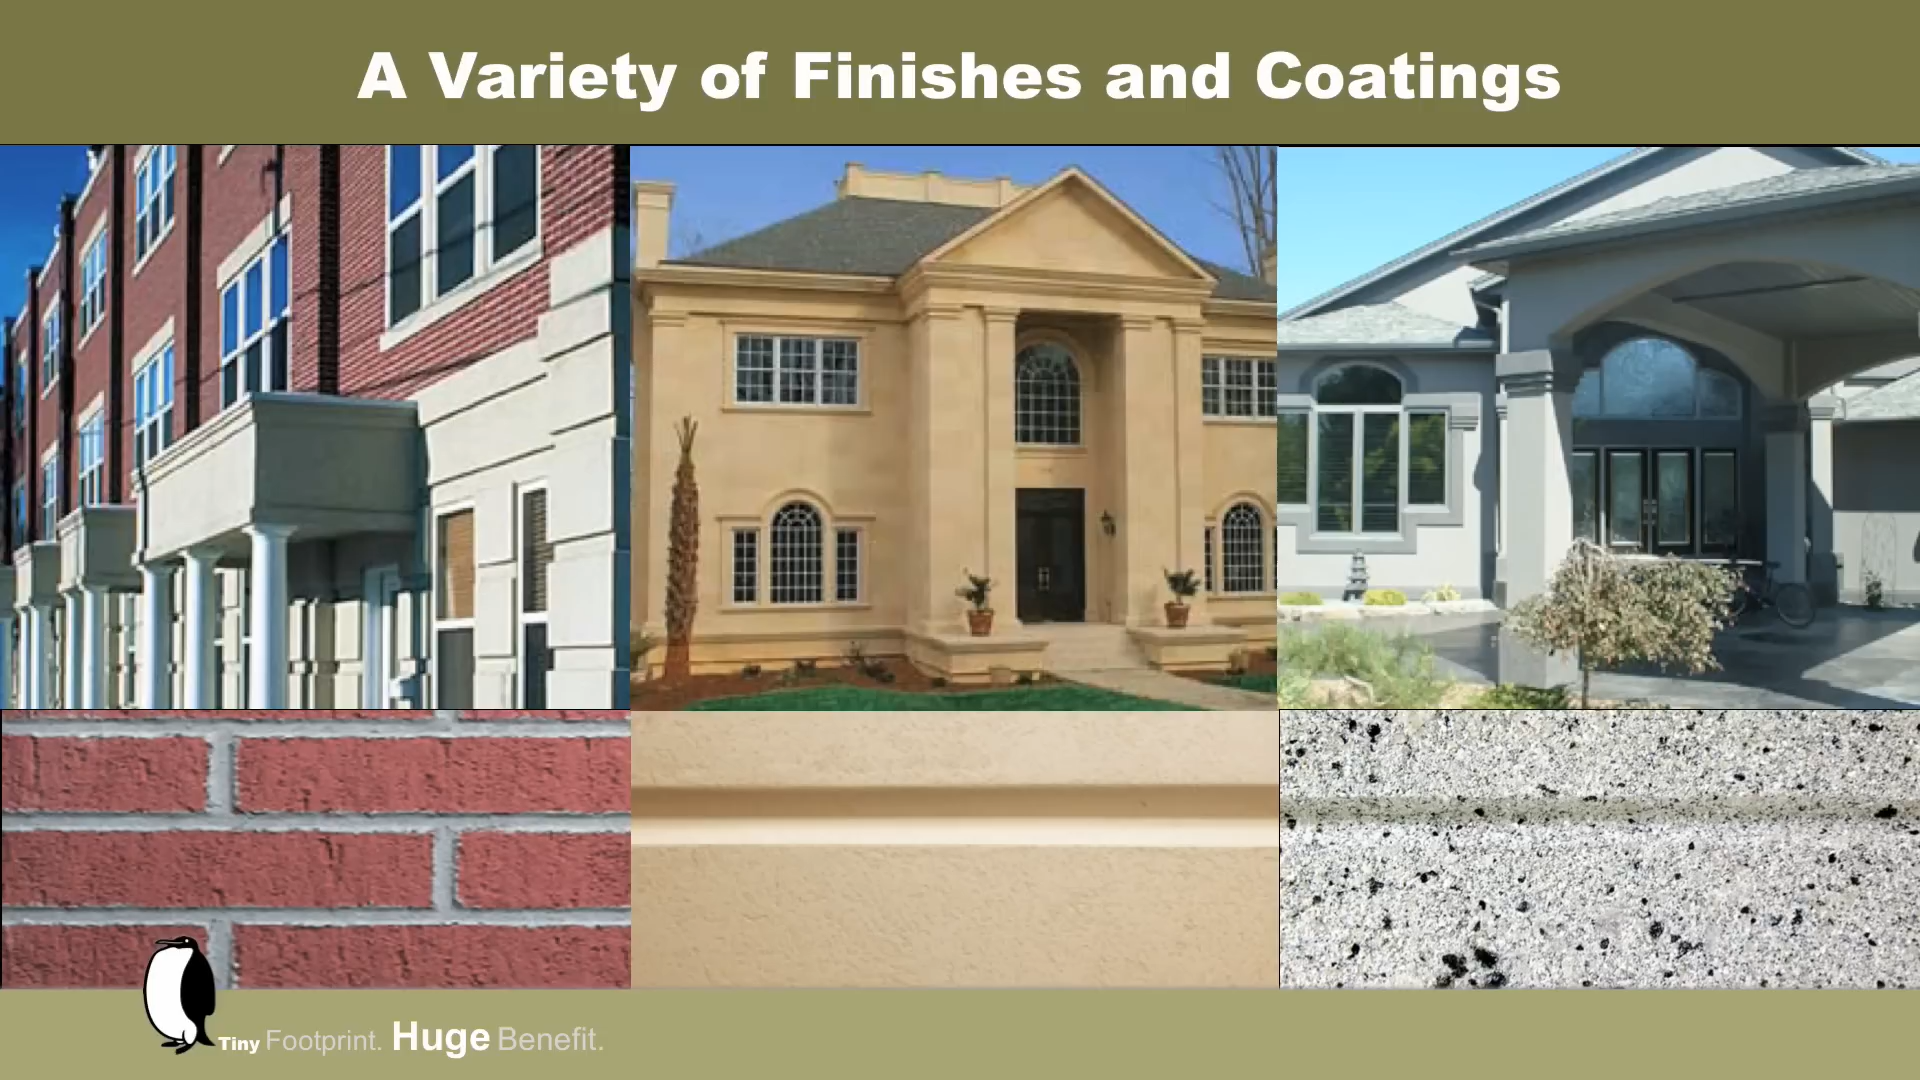 A Variety of Finishes and Coatings
Tiny Footprint. Huge Benefit.